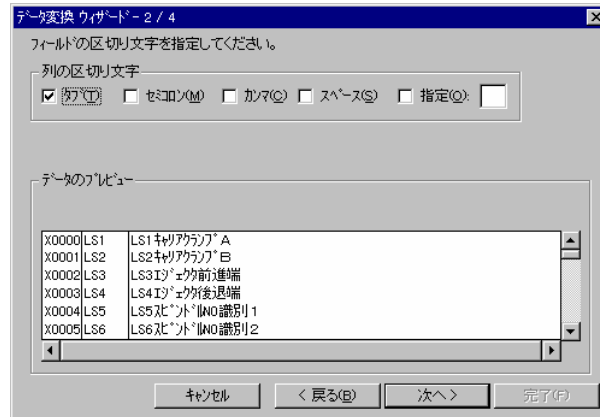 データ変換 ウィザード - 2 / 4
フィールドの区切り文字を指定してください。
列の区切り文字
タブ(T) セミコロン(M) カンマ(C) スペース(S) 指定(O):
データのプレビュー
X0000 LS1 LS1キャリアクランプA
X0001 LS2 LS2キャリアクランプB
X0002 LS3 LS3エジェクタ前進端
X0003 LS4 LS4エジェクタ後退端
X0004 LS5 LS5スピンドルNO識別1
X0005 LS6 LS6スピンドルNO識別2
キャンセル < 戻る(B) 次へ > 完了(F)